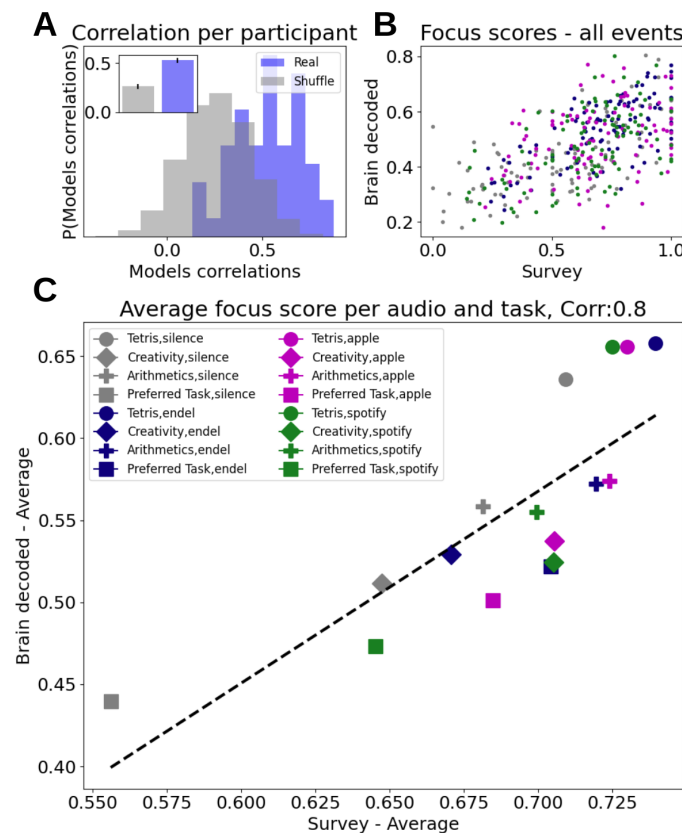 A
Correlation per participant
P(Models correlations)
0.5
0.0
Real
Shuffle
0.0
0.5
Models correlations
B
Focus scores - all events
Brain decoded
0.8
0.6
0.4
0.2
0.0
0.5
1.0
Survey
C
Average focus score per audio and task, Corr:0.8
Tetris,silence
Creativity,silence
Arithmetics,silence
Preferred Task,silence
Tetris,endel
Creativity,endel
Arithmetics,endel
Preferred Task,endel
Tetris,apple
Creativity,apple
Arithmetics,apple
Preferred Task,apple
Tetris,spotify
Creativity,spotify
Arithmetics,spotify
Preferred Task,spotify
Brain decoded - Average
0.65
0.60
0.55
0.50
0.45
0.40
0.550
0.575
0.600
0.625
0.650
0.675
0.700
0.725
Survey - Average